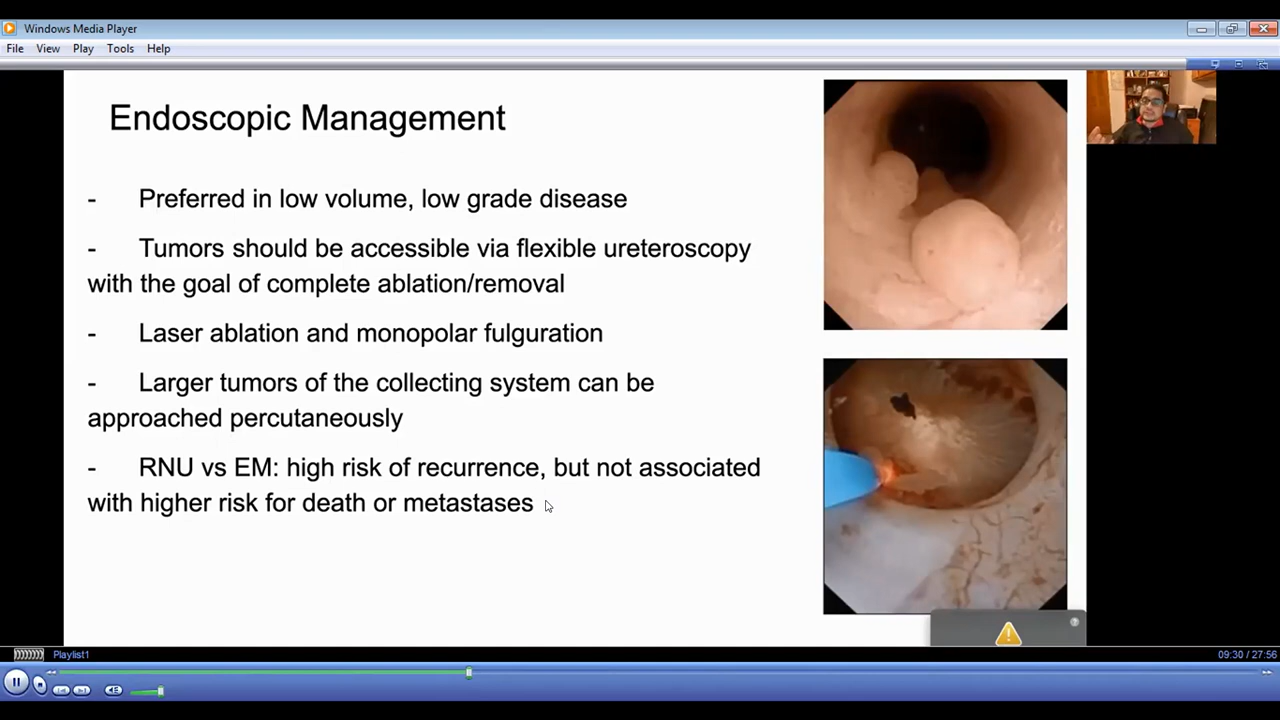 Windows Media Player
File View Play Tools Help
Endoscopic Management
- Preferred in low volume, low grade disease
- Tumors should be accessible via flexible ureteroscopy
with the goal of complete ablation/removal
- Laser ablation and monopolar fulguration
- Larger tumors of the collecting system can be
approached percutaneously
- RNU vs EM: high risk of recurrence, but not associated
with higher risk for death or metastases
Playlist1
09:30 / 27:56